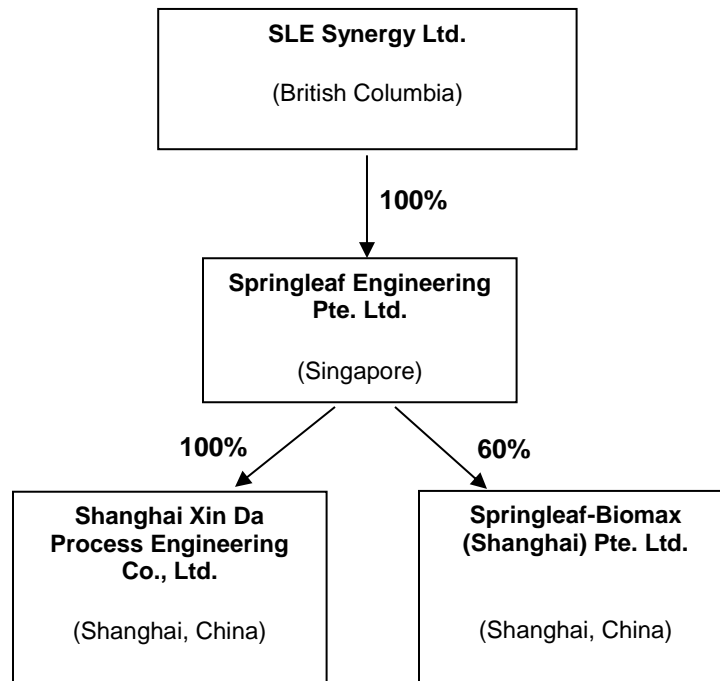 SLE Synergy Ltd.
(British Columbia)
100%
Springleaf Engineering
Pte. Ltd.
(Singapore)
100%
60%
Shanghai Xin Da
Process Engineering
Co., Ltd.
(Shanghai, China)
Springleaf-Biomax
(Shanghai) Pte. Ltd.
(Shanghai, China)